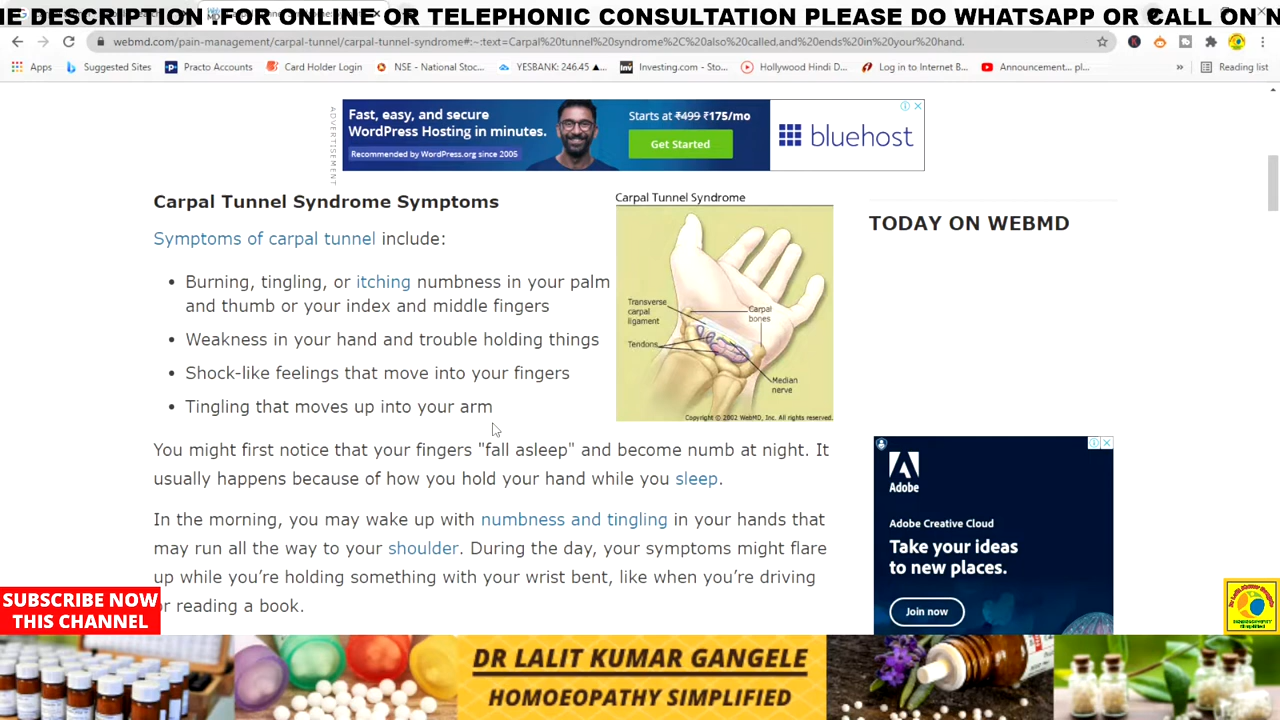 E DESCRIPTION !FOR ONLINE OR TELEPHONIC CONSULTATION PLEASE DO WHATSAPP OR CALL ON N
webmd.com/pain-management/carpal-tunnel/carpal-tunnel-syndrome#:~:text=Carpal%20tunnel%20syndrome%2C%20also%20called,and%20ends%20in%20your%20hand.
Apps Suggested Sites Practo Accounts Card Holder Login NSE - National Stoc... YESBANK: 246.45 ▲... Investing.com - Sto... Hollywood Hindi D... Log in to Internet B... Announcement... pl... » Reading list
ADVERTISEMENT
Fast, easy, and secure
WordPress Hosting in minutes.
Recommended by WordPress.org since 2005
Starts at ₹499 ₹175/mo
Get Started
bluehost
Carpal Tunnel Syndrome Symptoms
Symptoms of carpal tunnel include:
• Burning, tingling, or itching numbness in your palm
and thumb or your index and middle fingers
• Weakness in your hand and trouble holding things
• Shock-like feelings that move into your fingers
• Tingling that moves up into your arm
Carpal Tunnel Syndrome
Transverse
carpal
ligament
Carpal
bones
Tendons
Median
nerve
Copyright © 2002 WebMD, Inc. All rights reserved.
You might first notice that your fingers "fall asleep" and become numb at night. It
usually happens because of how you hold your hand while you sleep.
In the morning, you may wake up with numbness and tingling in your hands that
may run all the way to your shoulder. During the day, your symptoms might flare
up while you’re holding something with your wrist bent, like when you’re driving
or reading a book.
TODAY ON WEBMD
Adobe
Adobe Creative Cloud
Take your ideas
to new places.
Join now
SUBSCRIBE NOW
THIS CHANNEL
DR LALIT KUMAR GANGELE
HOMOEOPATHY SIMPLIFIED